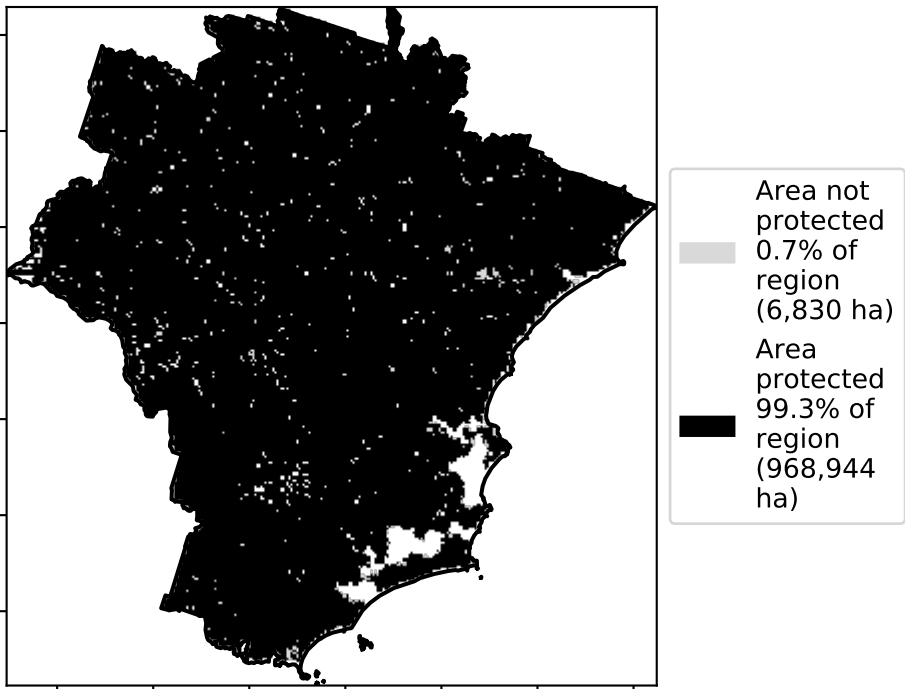 Area not
protected
0.7% of
region
(6,830 ha)
Area
protected
99.3% of
region
(968,944
ha)